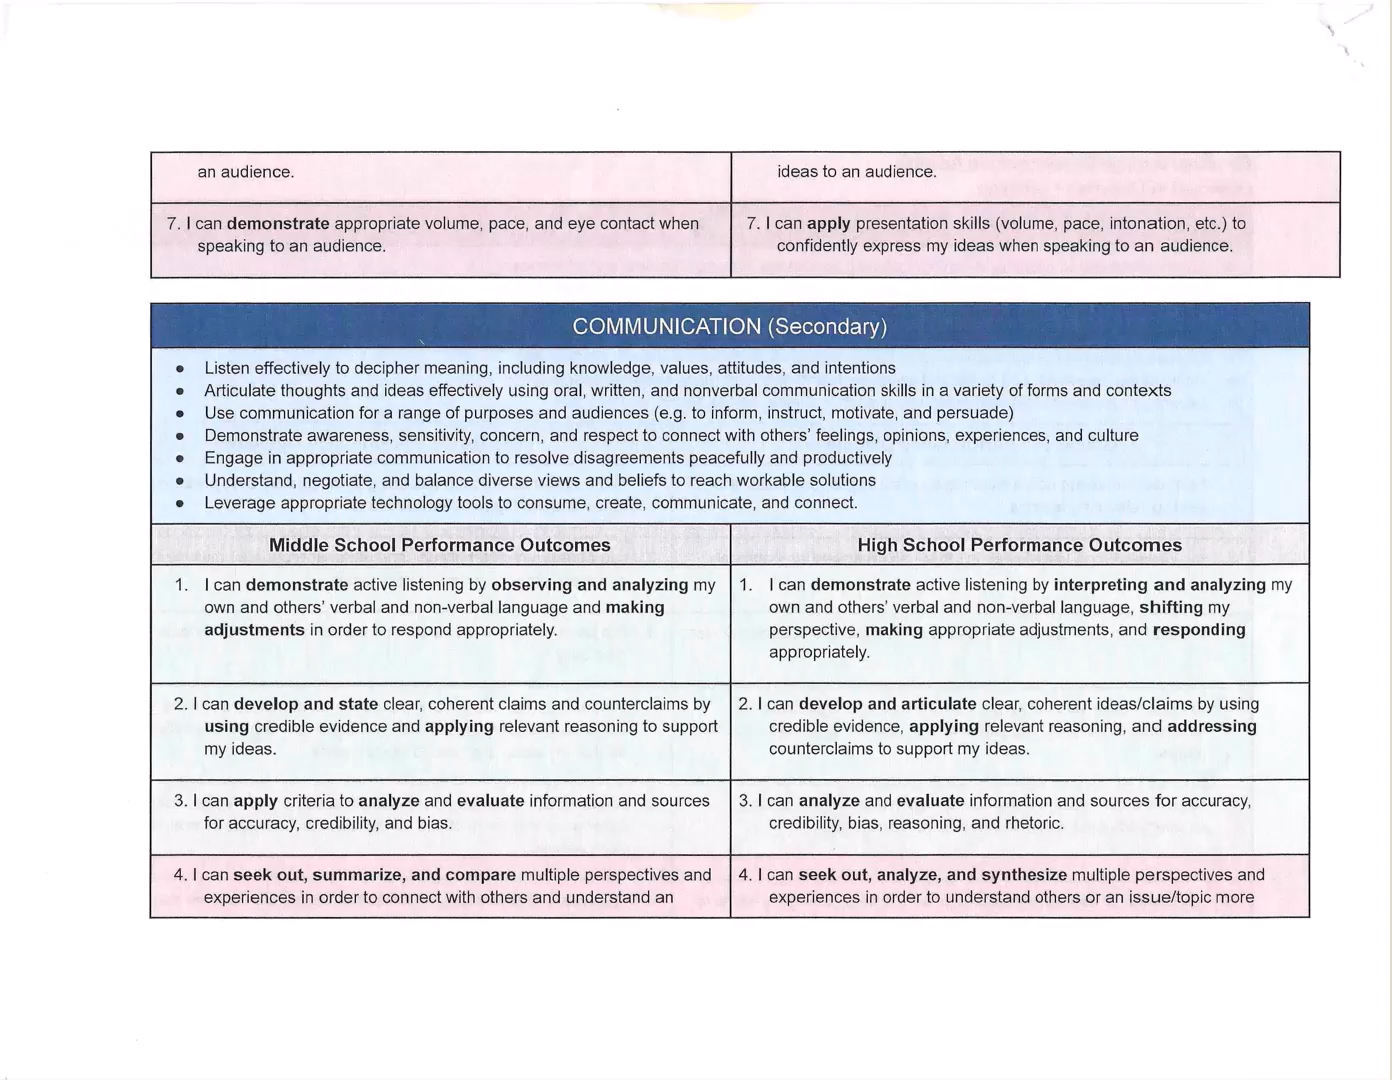 an audience.
ideas to an audience.
7. I can demonstrate appropriate volume, pace, and eye contact when
speaking to an audience.
7. I can apply presentation skills (volume, pace, intonation, etc.) to
confidently express my ideas when speaking to an audience.
COMMUNICATION (Secondary)
• Listen effectively to decipher meaning, including knowledge, values, attitudes, and intentions
• Articulate thoughts and ideas effectively using oral, written, and nonverbal communication skills in a variety of forms and contexts
• Use communication for a range of purposes and audiences (e.g. to inform, instruct, motivate, and persuade)
• Demonstrate awareness, sensitivity, concern, and respect to connect with others' feelings, opinions, experiences, and culture
• Engage in appropriate communication to resolve disagreements peacefully and productively
• Understand, negotiate, and balance diverse views and beliefs to reach workable solutions
• Leverage appropriate technology tools to consume, create, communicate, and connect.
Middle School Performance Outcomes
High School Performance Outcomes
1. I can demonstrate active listening by observing and analyzing my
own and others' verbal and non-verbal language and making
adjustments in order to respond appropriately.
1. I can demonstrate active listening by interpreting and analyzing my
own and others' verbal and non-verbal language, shifting my
perspective, making appropriate adjustments, and responding
appropriately.
2. I can develop and state clear, coherent claims and counterclaims by
using credible evidence and applying relevant reasoning to support
my ideas.
2. I can develop and articulate clear, coherent ideas/claims by using
credible evidence, applying relevant reasoning, and addressing
counterclaims to support my ideas.
3. I can apply criteria to analyze and evaluate information and sources
for accuracy, credibility, and bias.
3. I can analyze and evaluate information and sources for accuracy,
credibility, bias, reasoning, and rhetoric.
4. I can seek out, summarize, and compare multiple perspectives and
experiences in order to connect with others and understand an
4. I can seek out, analyze, and synthesize multiple perspectives and
experiences in order to understand others or an issue/topic more